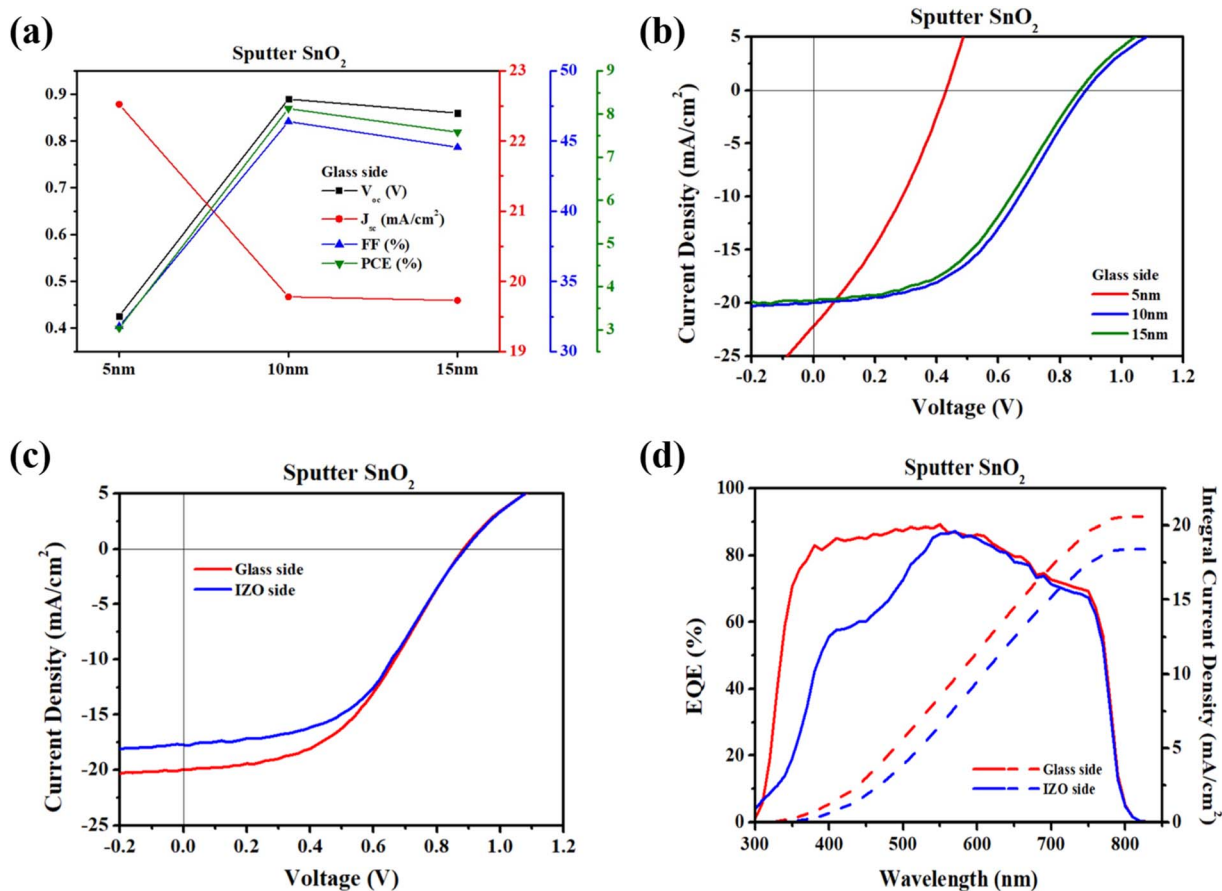 (a)
Sputter SnO₂
0.9
0.8
0.7
0.6
0.5
0.4
5nm
10nm
15nm
23
22
21
20
19
50
45
40
35
30
9
8
7
6
5
4
3
Glass side
Voc (V)
Jsc (mA/cm²)
FF (%)
PCE (%)
(b)
Sputter SnO₂
Current Density (mA/cm²)
5
0
-5
-10
-15
-20
-25
-0.2 0.0 0.2 0.4 0.6 0.8 1.0 1.2
Voltage (V)
Glass side
5nm
10nm
15nm
(c)
Sputter SnO₂
Current Density (mA/cm²)
5
0
-5
-10
-15
-20
-25
-0.2 0.0 0.2 0.4 0.6 0.8 1.0 1.2
Voltage (V)
Glass side
IZO side
(d)
Sputter SnO₂
EQE (%)
100
80
60
40
20
0
300 400 500 600 700 800
Wavelength (nm)
20
15
10
5
0
Integral Current Density (mA/cm²)
Glass side
IZO side